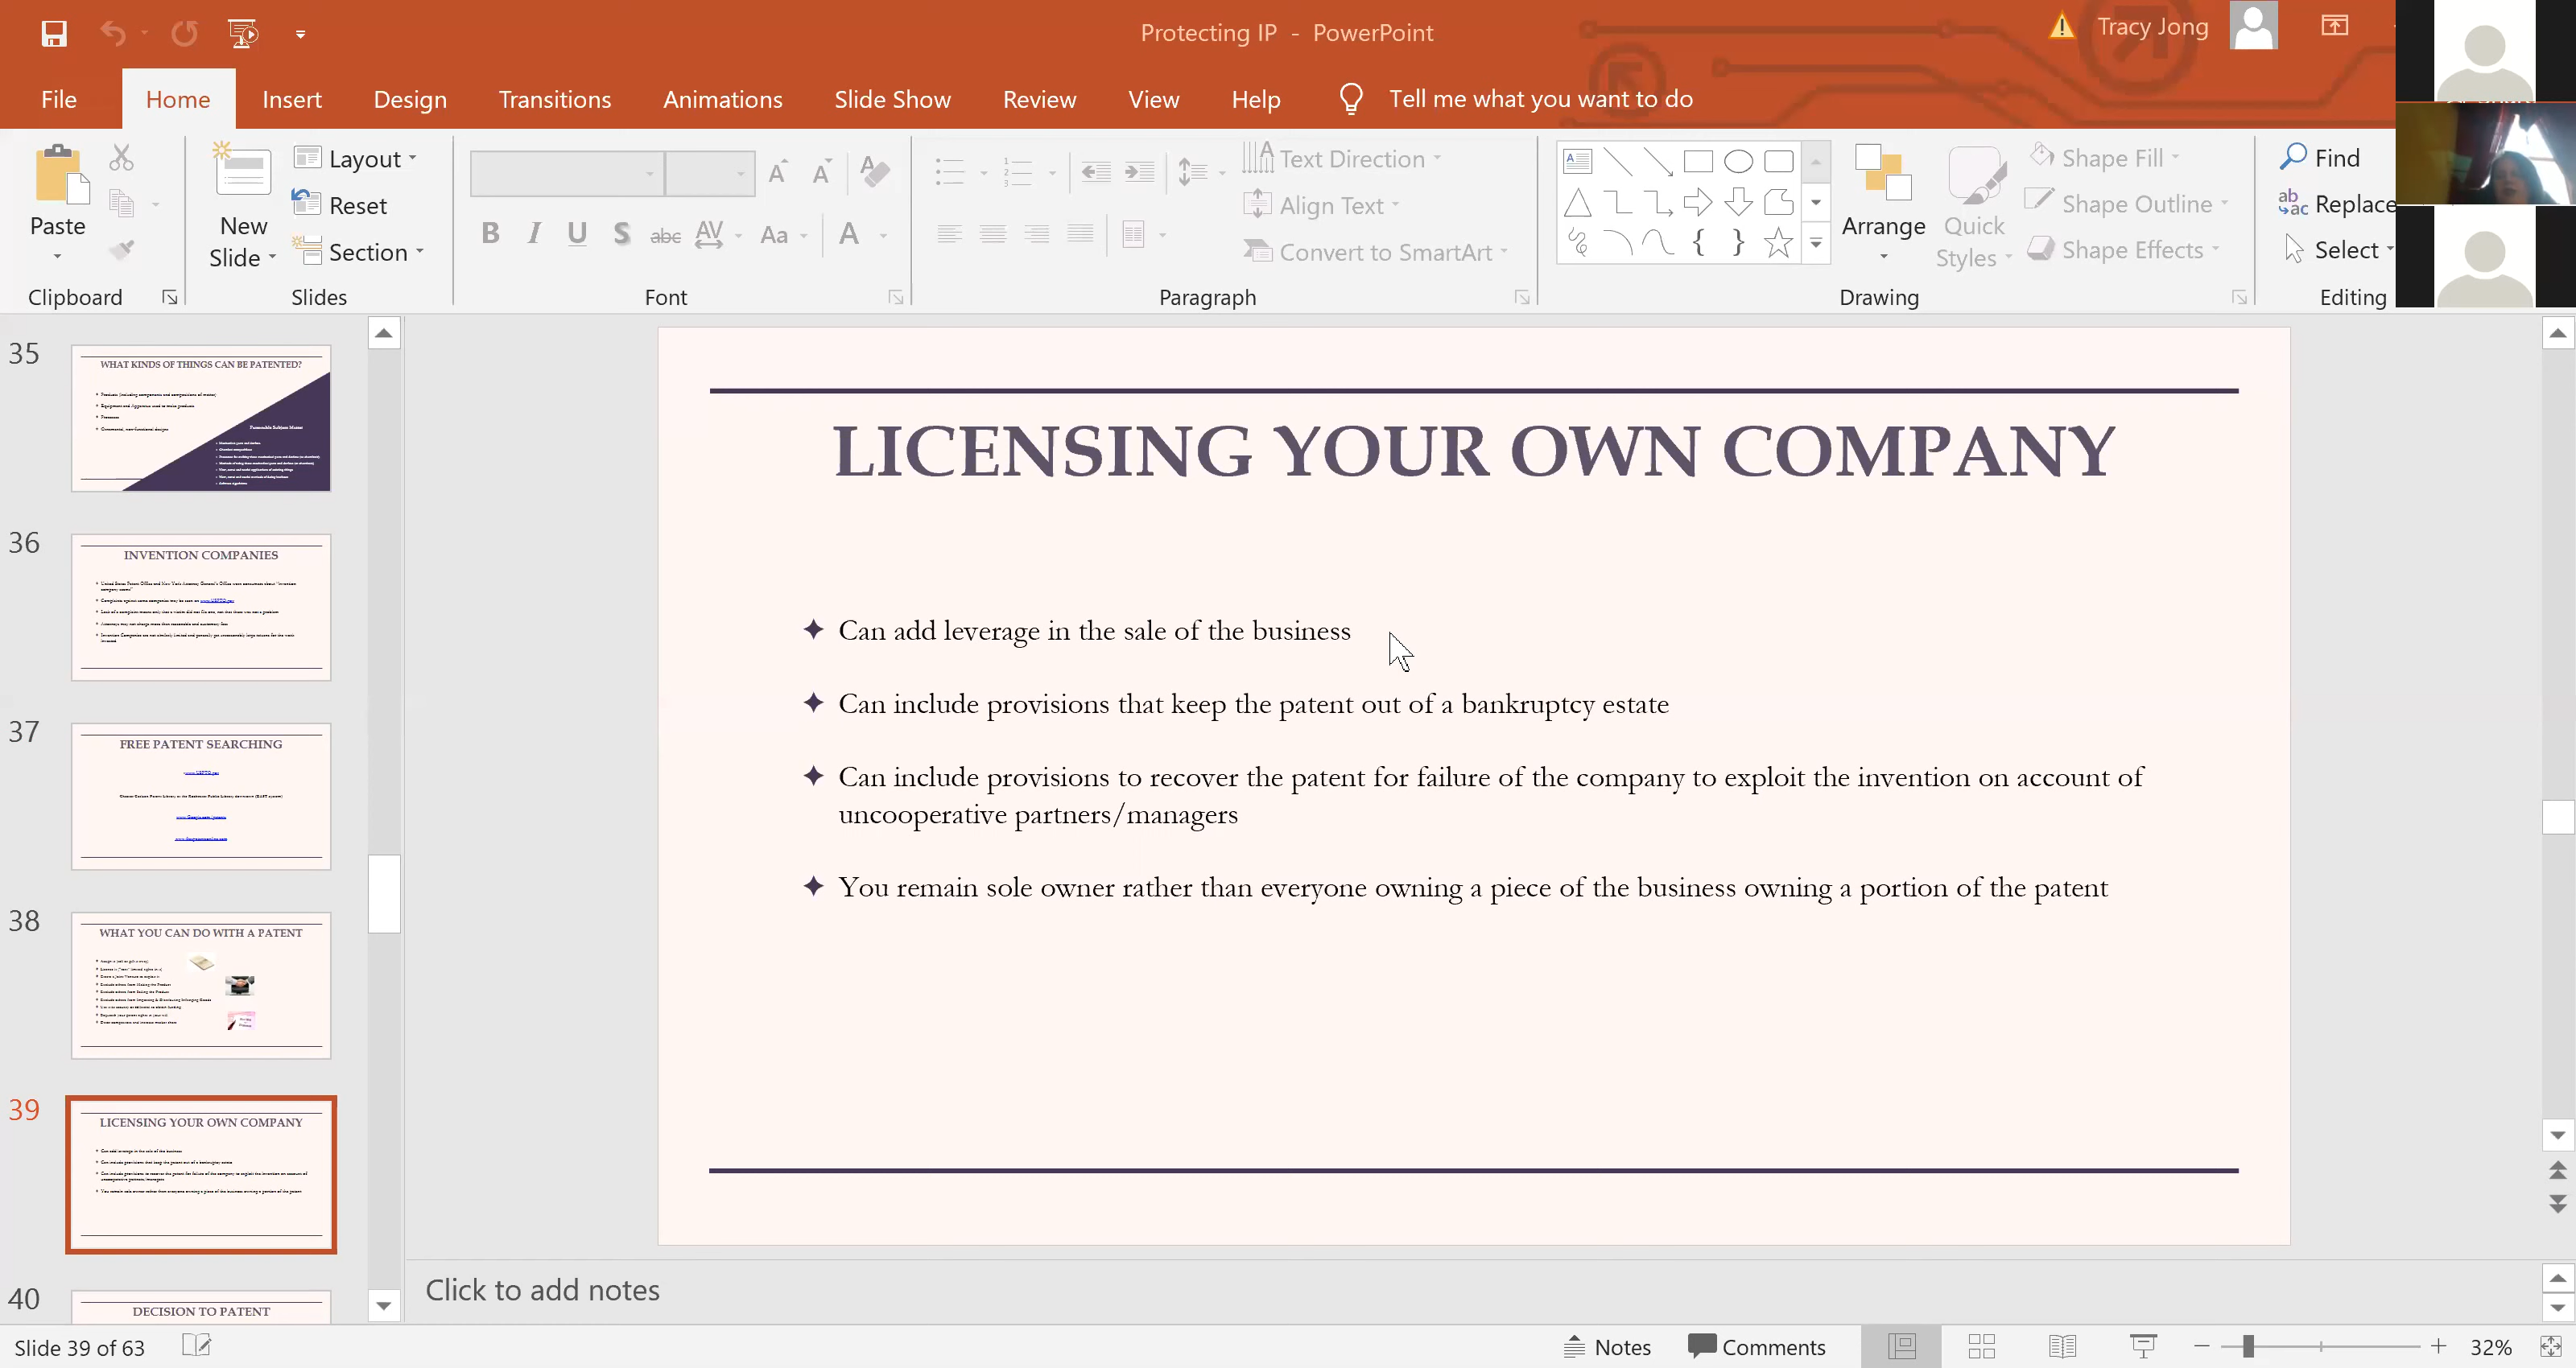 Protecting IP - PowerPoint
Tracy Jong
File Home Insert Design Transitions Animations Slide Show Review View Help Tell me what you want to do
Paste
Clipboard
New
Slide
Layout
Reset
Section
Slides
Font
Text Direction
Align Text
Convert to SmartArt
Paragraph
Arrange
Quick
Styles
Shape Fill
Shape Outline
Shape Effects
Drawing
Find
Replace
Select
Editing
35
WHAT KINDS OF THINGS CAN BE PATENTED?
36
INVENTION COMPANIES
37
FREE PATENT SEARCHING
38
WHAT YOU CAN DO WITH A PATENT
39
LICENSING YOUR OWN COMPANY
40
DECISION TO PATENT
LICENSING YOUR OWN COMPANY
Can add leverage in the sale of the business
Can include provisions that keep the patent out of a bankruptcy estate
Can include provisions to recover the patent for failure of the company to exploit the invention on account of
uncooperative partners/managers
You remain sole owner rather than everyone owning a piece of the business owning a portion of the patent
Click to add notes
Slide 39 of 63
Notes
Comments
32%